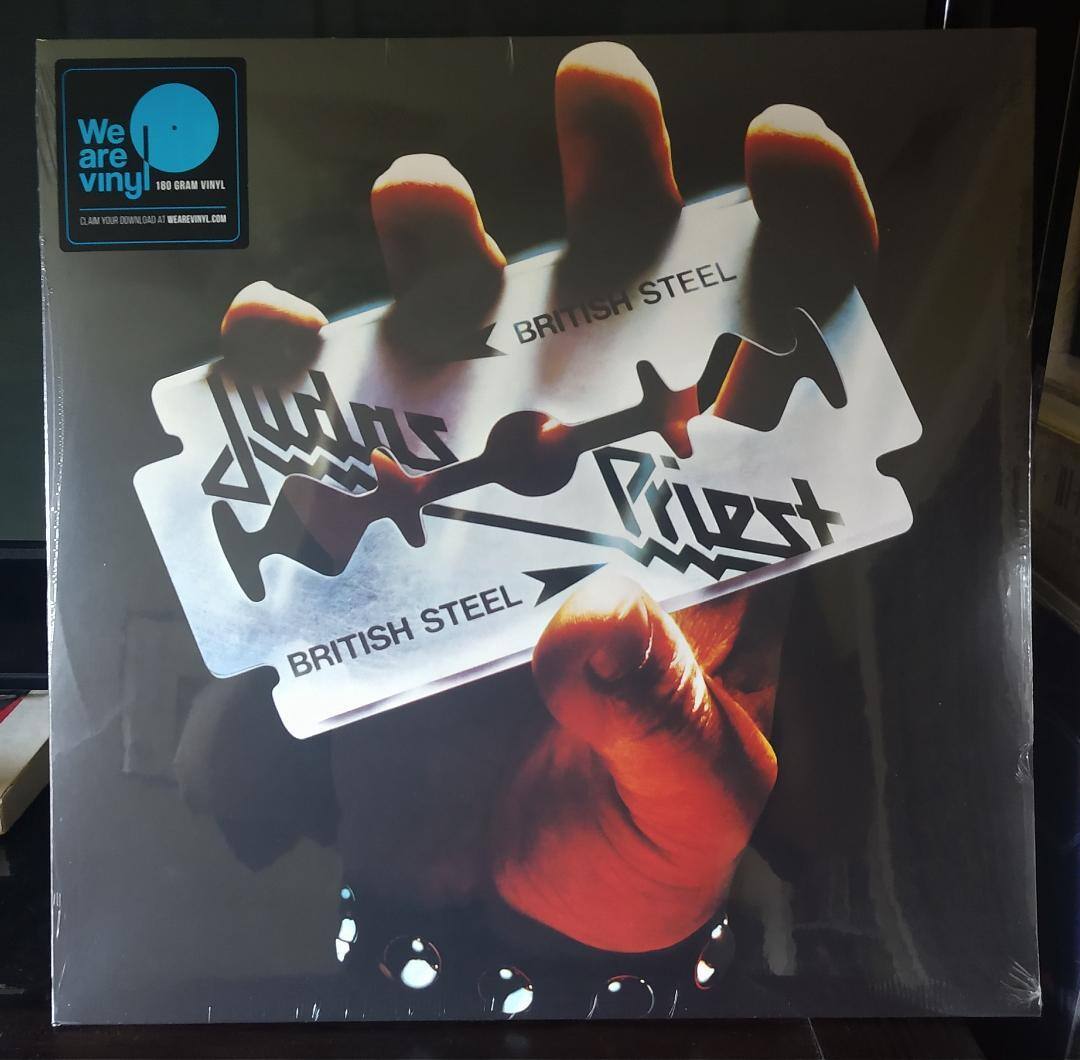 We
are
vinyl
180 GRAM VINYL
CLAIM YOUR DOWNLOAD AT WEAREVINYL.COM
BRITISH STEEL
Judas
Priest
BRITISH STEEL